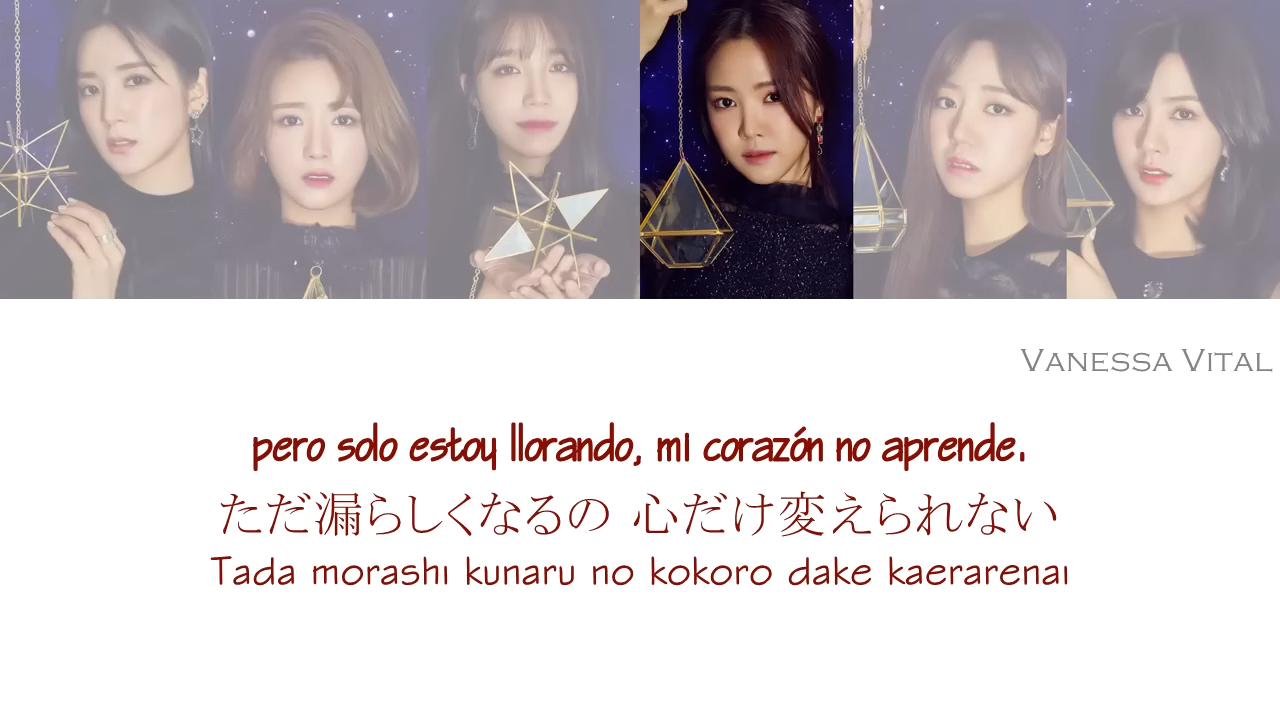 Vanessa Vital
pero solo estoy llorando, mi corazón no aprende.
ただ漏らしくなるの 心だけ変えられない
Tada morashi kunaru no kokoro dake kaerarenai